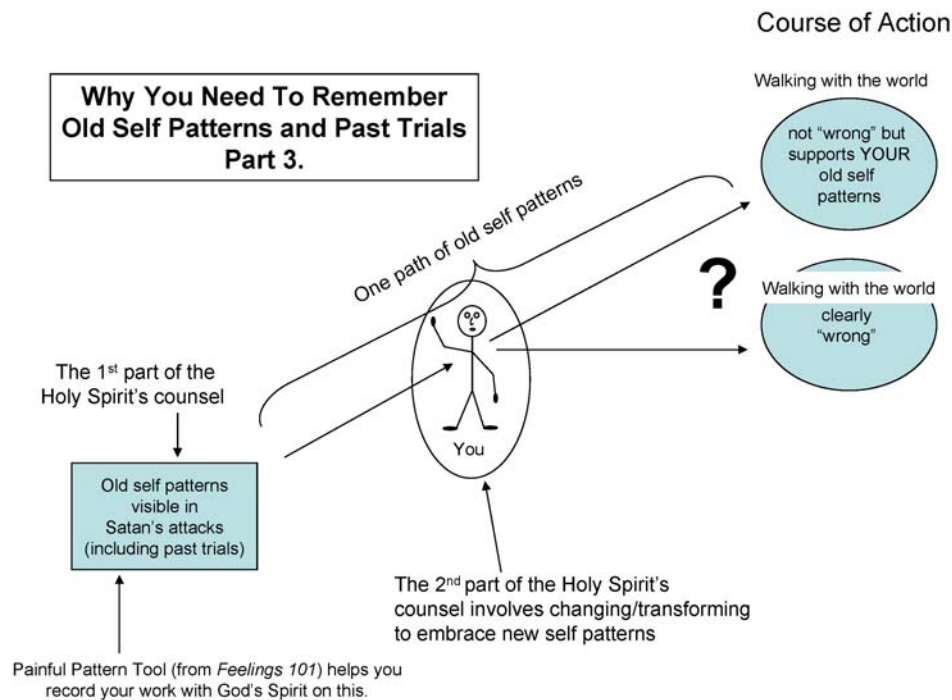 Course of Action
Why You Need To Remember
Old Self Patterns and Past Trials
Part 3.
Walking with the world
not "wrong" but
supports YOUR
old self
patterns
One path of old self patterns
?
Walking with the world
clearly
"wrong"
The 1st part of the
Holy Spirit's counsel
You
Old self patterns
visible in
Satan's attacks
(including past trials)
The 2nd part of the Holy Spirit's
counsel involves changing/transforming
to embrace new self patterns
Painful Pattern Tool (from Feelings 101) helps you
record your work with God's Spirit on this.